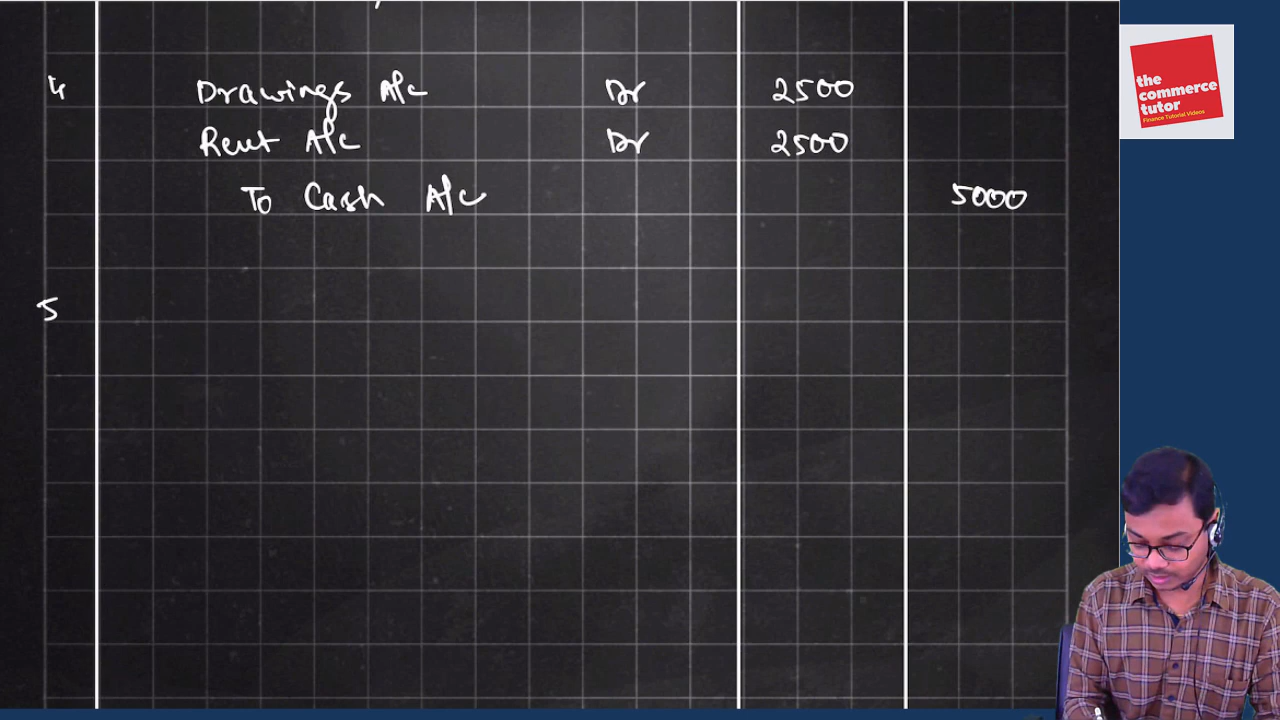 4 Drawings A/c Dr 2500
Rent A/c Dr 2500
To Cash A/c 5000
5
the
commerce
tutor
Finance Tutorial Videos